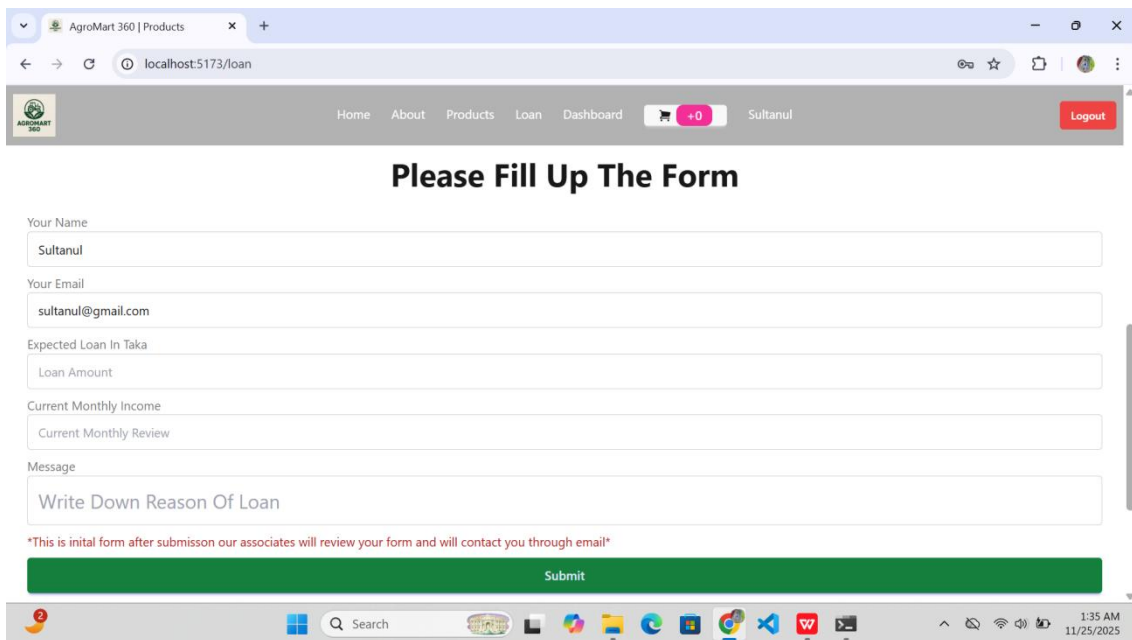 AgroMart 360 | Products
localhost:5173/loan
AGROMART
360
Home About Products Loan Dashboard +0 Sultanul Logout
Please Fill Up The Form
Your Name
Sultanul
Your Email
sultanul@gmail.com
Expected Loan In Taka
Loan Amount
Current Monthly Income
Current Monthly Review
Message
Write Down Reason Of Loan
*This is inital form after submisson our associates will review your form and will contact you through email*
Submit
2
Search
1:35 AM
11/25/2025